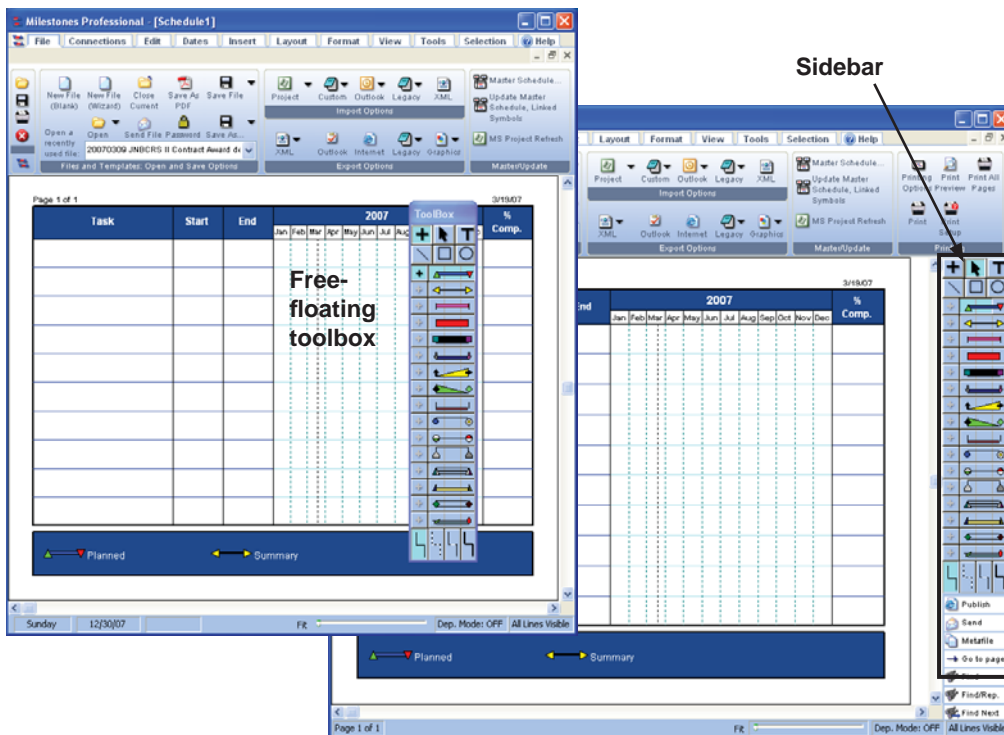 Milestones Professional - [Schedule1]
File Connections Edit Dates Insert Layout Format View Tools Selection Help
New File (Blank)
New File (Wizard)
Close Current
Save As PDF
Save File
Open a recently used file:
Open
Send File
Password
Save As...
20070309 JNBCRS II Contract Award de
Files and Templates: Open and Save Options
Project Custom Outlook Legacy XML
Import Options
XML Outlook Internet Legacy Graphics
Export Options
Master Schedule...
Update Master Schedule, Linked Symbols
MS Project Refresh
Master/Update
Page 1 of 1
3/19/07
Task Start End 2007 % Comp.
Jan Feb Mar Apr May Jun Jul Aug
ToolBox
T
Free-
floating
toolbox
Planned
Summary
Sunday 12/30/07 Fit Dep. Mode: OFF All Lines Visible
Sidebar
Layout Format View Tools Selection Help
Project Custom Outlook Legacy XML
Import Options
XML Outlook Internet Legacy Graphics
Export Options
Master Schedule...
Update Master Schedule, Linked Symbols
MS Project Refresh
Master/Update
Printing Options
Print Preview
Print All Pages
Print
Print Setup
3/19/07
End 2007 % Comp.
Jan Feb Mar Apr May Jun Jul Aug Sep Oct Nov Dec
T
Planned
Summary
Publish
Send
Metafile
Go to page
Find
Find/Rep.
Find Next
Page 1 of 1 Fit Dep. Mode: OFF All Lines Visible